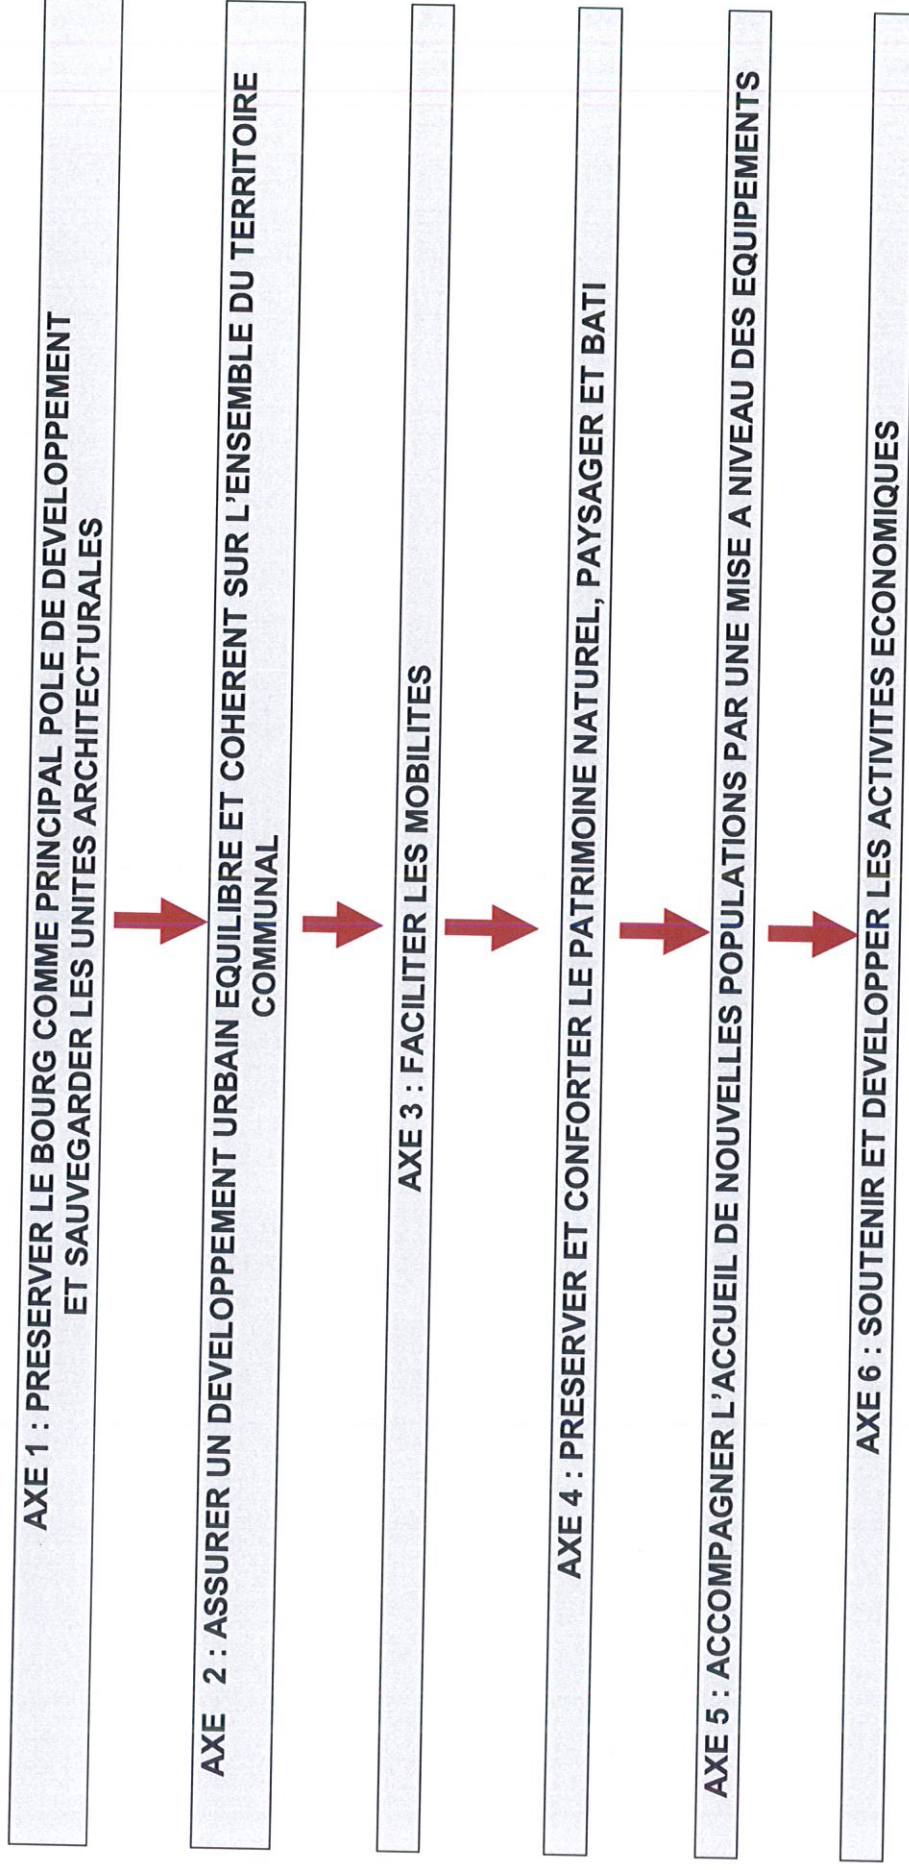 AXE 1 : PRESERVER LE BOURG COMME PRINCIPAL POLE DE DEVELOPPEMENT
ET SAUVEGARDER LES UNITES ARCHITECTURALES
AXE 2 : ASSURER UN DEVELOPPEMENT URBAIN EQUILIBRE ET COHERENT SUR L'ENSEMBLE DU TERRITOIRE
COMMUNAL
AXE 3 : FACILITER LES MOBILITES
AXE 4 : PRESERVER ET CONFORTER LE PATRIMOINE NATUREL, PAYSAGER ET BATI
AXE 5 : ACCOMPAGNER L'ACCUEIL DE NOUVELLES POPULATIONS PAR UNE MISE A NIVEAU DES EQUIPEMENTS
AXE 6 : SOUTENIR ET DEVELOPPER LES ACTIVITES ECONOMIQUES